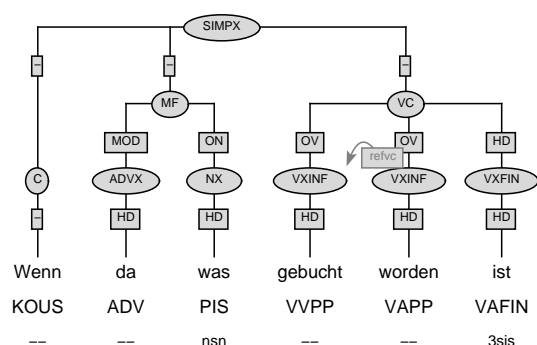 SIMPX
– – –
MF VC
MOD ON OV refvc OV HD
C ADVX NX VXINF VXINF VXFIN
– HD HD HD HD HD
Wenn da was gebucht worden ist
KOUS ADV PIS VVPP VAPP VAFIN
–– –– nsn –– –– 3sis